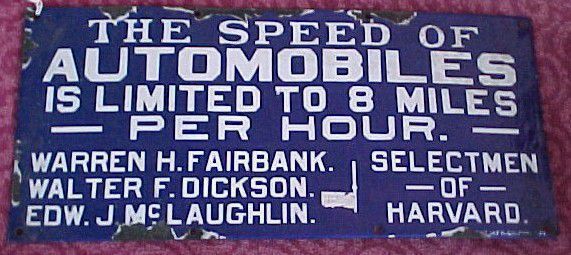 THE SPEED OF
AUTOMOBILES
IS LIMITED TO 8 MILES
— PER HOUR. —
WARREN H. FAIRBANK.
WALTER F. DICKSON.
EDW. J McLAUGHLIN.
SELECTMEN
— OF —
HARVARD.